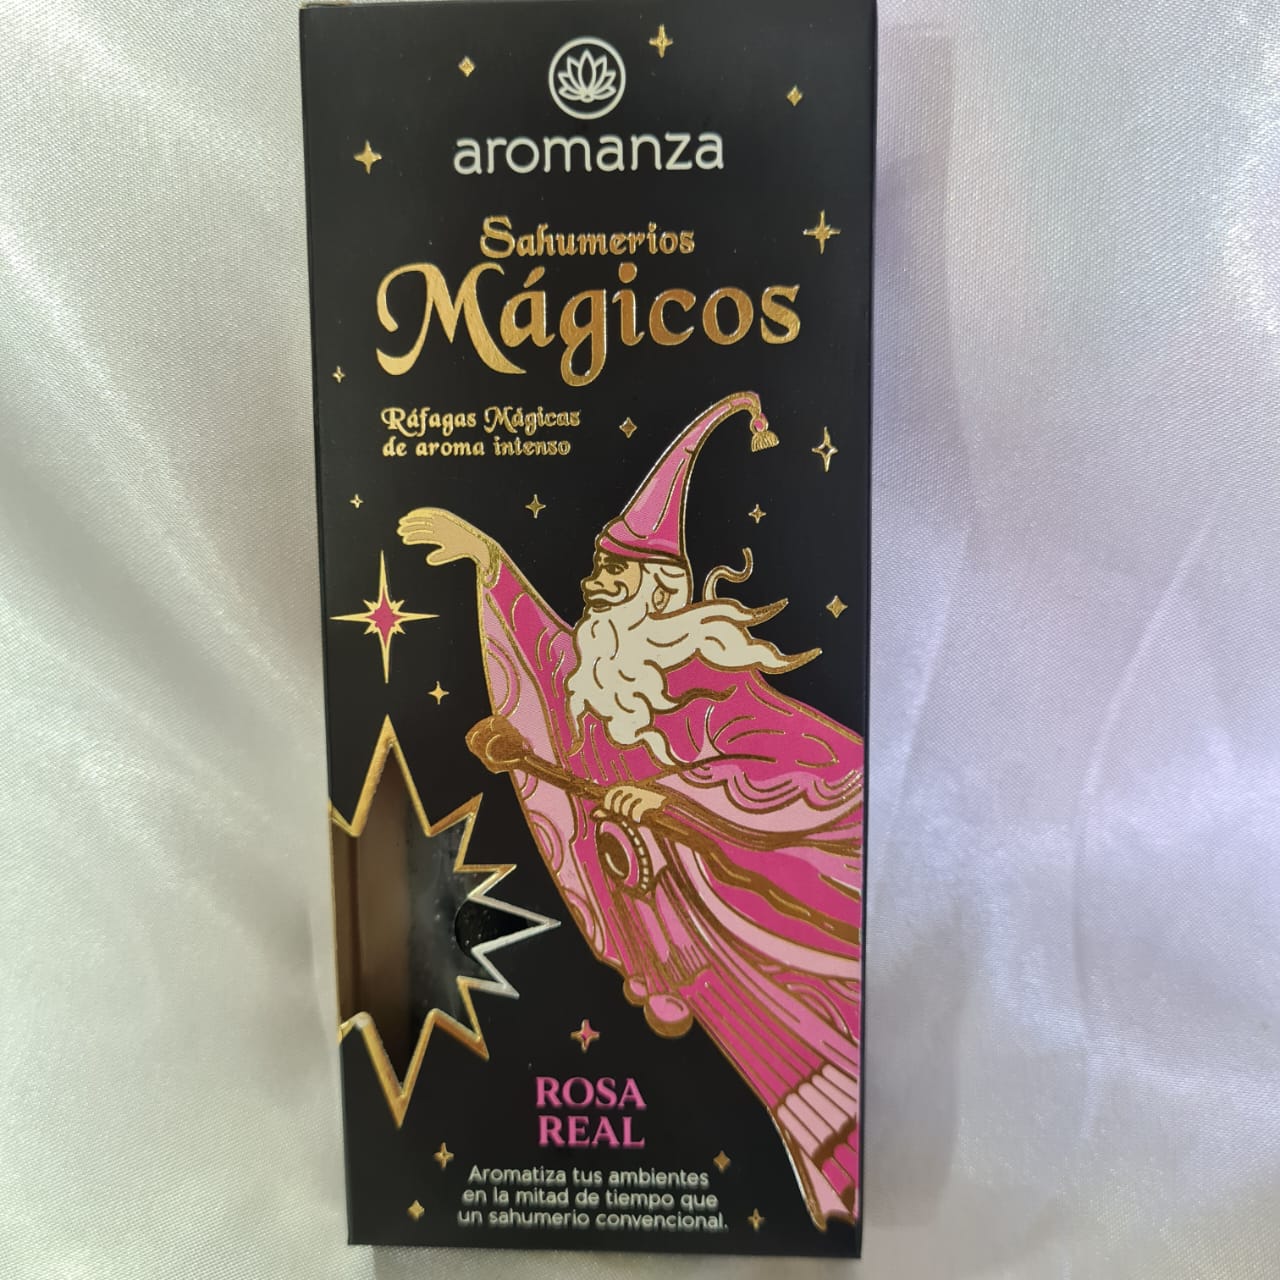 aromanza
Sahumerios
Mágicos
Ráfagas Mágicas
de aroma intenso
ROSA
REAL
Aromatiza tus ambientes
en la mitad de tiempo que
un sahumerio convencional.